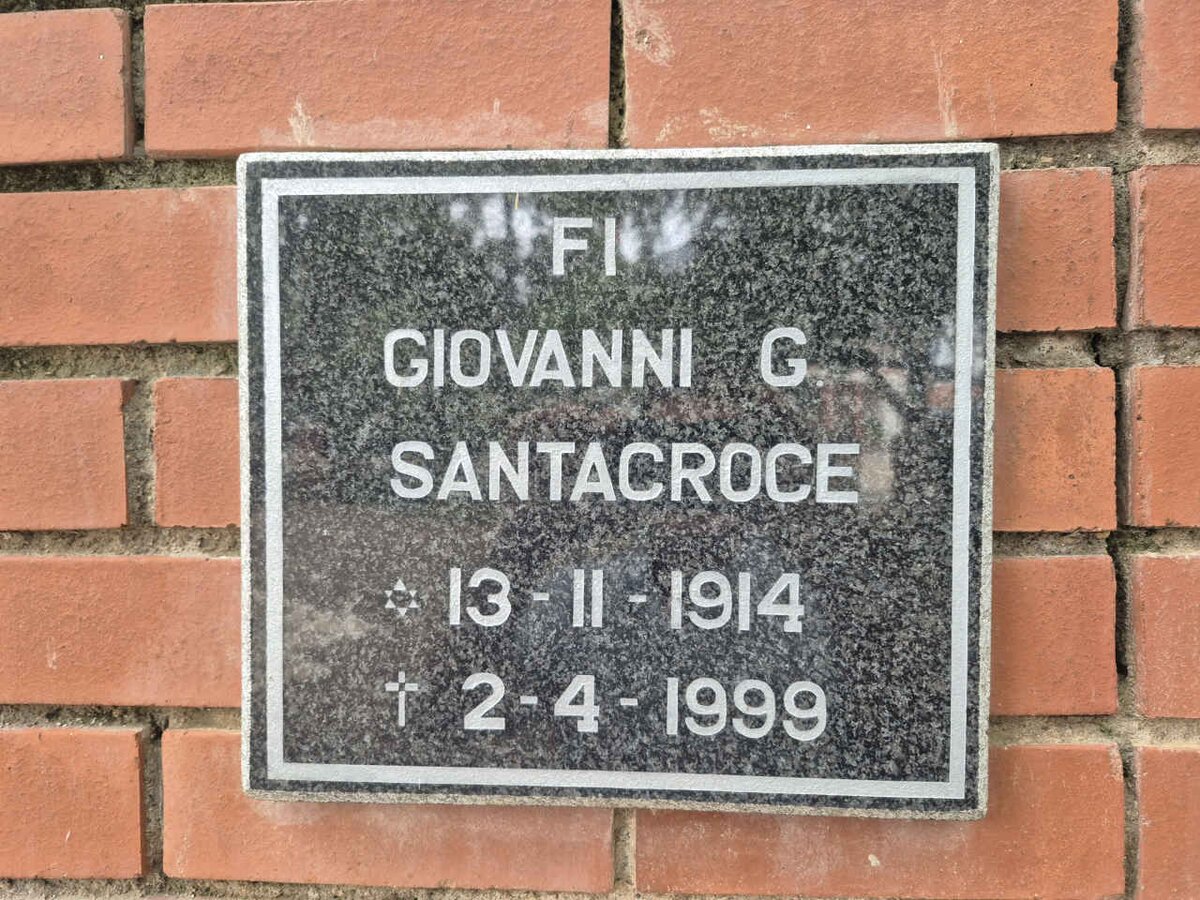 FI
GIOVANNI G.
SANTACROCE
✡ 13-11-1914
† 2-4-1999